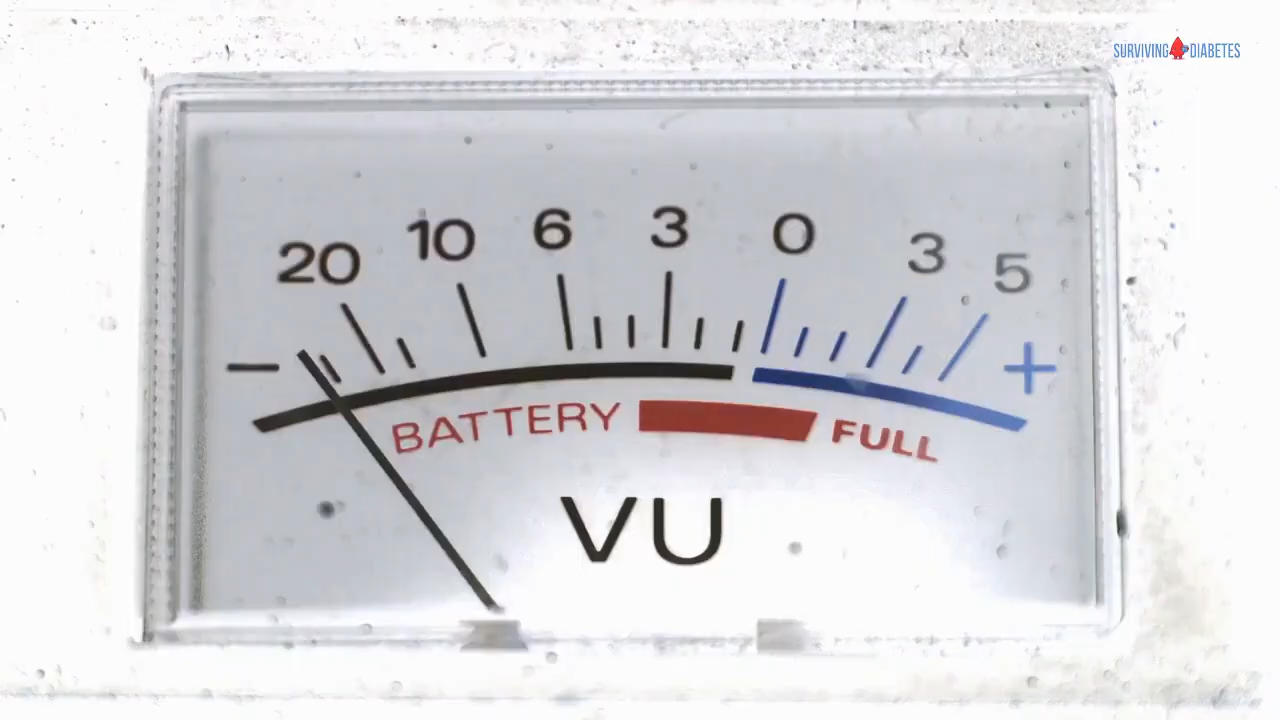 SURVIVING DIABETES
20 10 6 3 0 3 5
− +
BATTERY FULL
VU